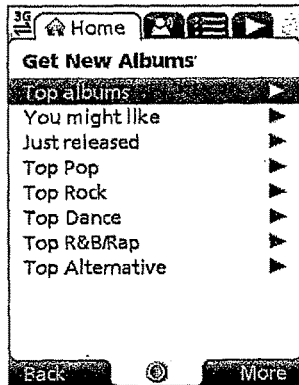 3G
Home
Get New Albums
Top albums
You might like
Just released
Top Pop
Top Rock
Top Dance
Top R&B/Rap
Top Alternative
Back More